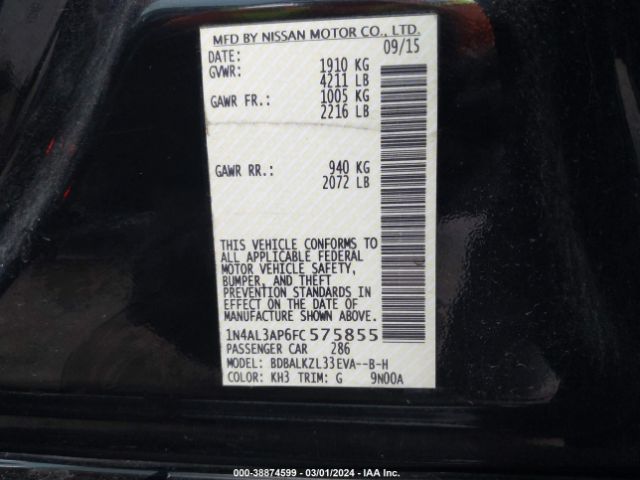 MFD BY NISSAN MOTOR CO., LTD.
DATE: 09/15
GVWR: 1910 KG
4211 LB
GAWR FR.: 1005 KG
2216 LB
GAWR RR.: 940 KG
2072 LB
THIS VEHICLE CONFORMS TO
ALL APPLICABLE FEDERAL
MOTOR VEHICLE SAFETY,
BUMPER, AND THEFT
PREVENTION STANDARDS
IN EFFECT ON THE DATE OF
MANUFACTURE SHOWN ABOVE.
1N4AL3AP6FC575855
PASSENGER CAR 286
MODEL: BDBALKZL33EVA--B-H
COLOR: KH3 TRIM: G 9N00A
000-38874599 - 03/01/2024 - IAA Inc.